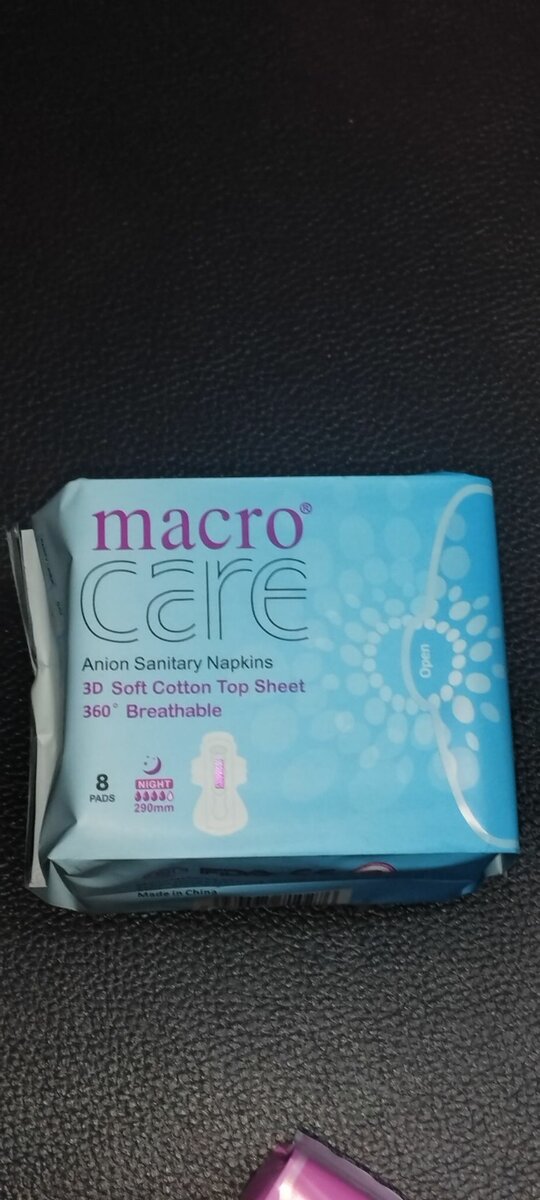 macro®
care
Anion Sanitary Napkins
3D Soft Cotton Top Sheet
360° Breathable
Open
8
PADS
NIGHT
290mm
Made in China